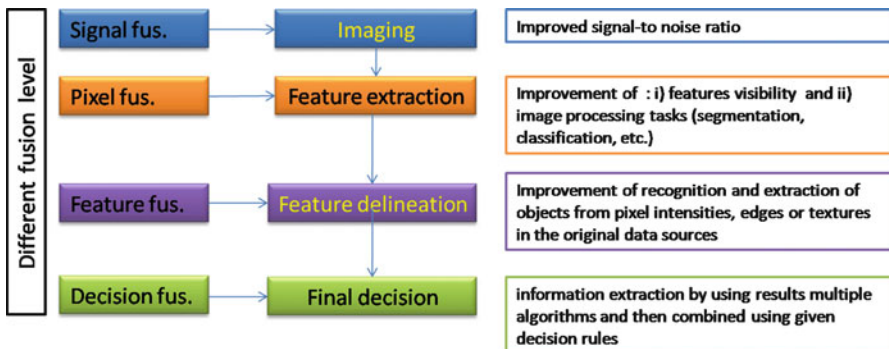 Different fusion level
Signal fus.
Imaging
Improved signal-to noise ratio
Pixel fus.
Feature extraction
Improvement of : i) features visibility and ii)
image processing tasks (segmentation,
classification, etc.)
Feature fus.
Feature delineation
Improvement of recognition and extraction of
objects from pixel intensities, edges or textures
in the original data sources
Decision fus.
Final decision
information extraction by using results multiple
algorithms and then combined using given
decision rules